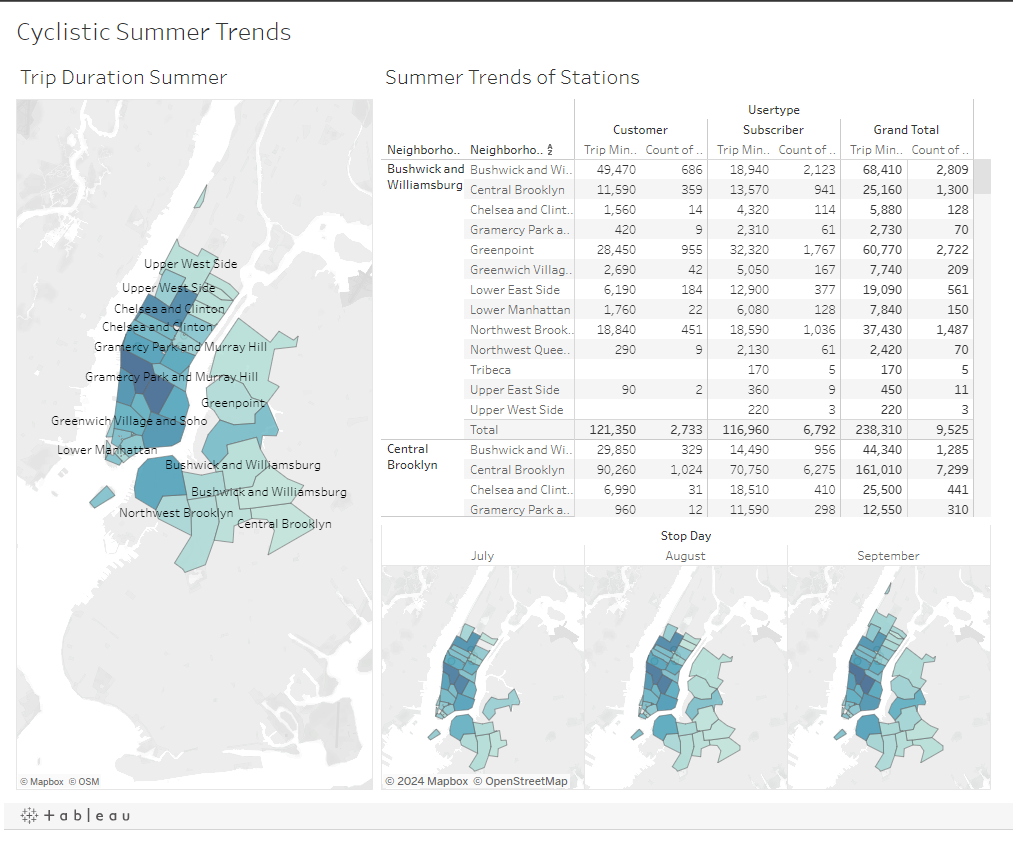 Cyclistic Summer Trends
Trip Duration Summer
Upper West Side
Upper West Side
Chelsea and Clinton
Chelsea and Clinton
Gramercy Park and Murray Hill
Gramercy Park and Murray Hill
Greenpoint
Greenwich Village and Soho
Lower Manhattan
Bushwick and Williamsburg
Bushwick and Williamsburg
Northwest Brooklyn
Central Brooklyn
© Mapbox © OSM
Summer Trends of Stations
Usertype
Customer Subscriber Grand Total
Neighborho.. Neighborho.. Trip Min.. Count of .. Trip Min.. Count of .. Trip Min.. Count of ..
Bushwick and Williamsburg Bushwick and Wi.. 49,470 686 18,940 2,123 68,410 2,809
Central Brooklyn 11,590 359 13,570 941 25,160 1,300
Chelsea and Clint.. 1,560 14 4,320 114 5,880 128
Gramercy Park a.. 420 9 2,310 61 2,730 70
Greenpoint 28,450 955 32,320 1,767 60,770 2,722
Greenwich Villag.. 2,690 42 5,050 167 7,740 209
Lower East Side 6,190 184 12,900 377 19,090 561
Lower Manhattan 1,760 22 6,080 128 7,840 150
Northwest Brook.. 18,840 451 18,590 1,036 37,430 1,487
Northwest Quee.. 290 9 2,130 61 2,420 70
Tribeca 170 5 170 5
Upper East Side 90 2 360 9 450 11
Upper West Side 220 3 220 3
Total 121,350 2,733 116,960 6,792 238,310 9,525
Central Brooklyn Bushwick and Wi.. 29,850 329 14,490 956 44,340 1,285
Central Brooklyn 90,260 1,024 70,750 6,275 161,010 7,299
Chelsea and Clint.. 6,990 31 18,510 410 25,500 441
Gramercy Park a.. 960 12 11,590 298 12,550 310
Stop Day
July August September
© 2024 Mapbox © OpenStreetMap
+ a b l e a u